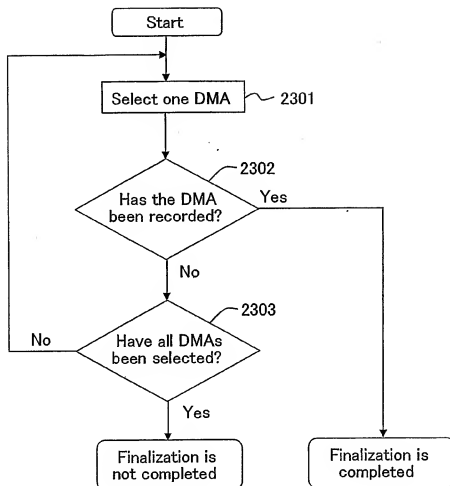 Start
Select one DMA
2301
2302
Has the DMA
been recorded?
Yes
No
2303
Have all DMAs
been selected?
No
Yes
Finalization is
not completed
Finalization is
completed